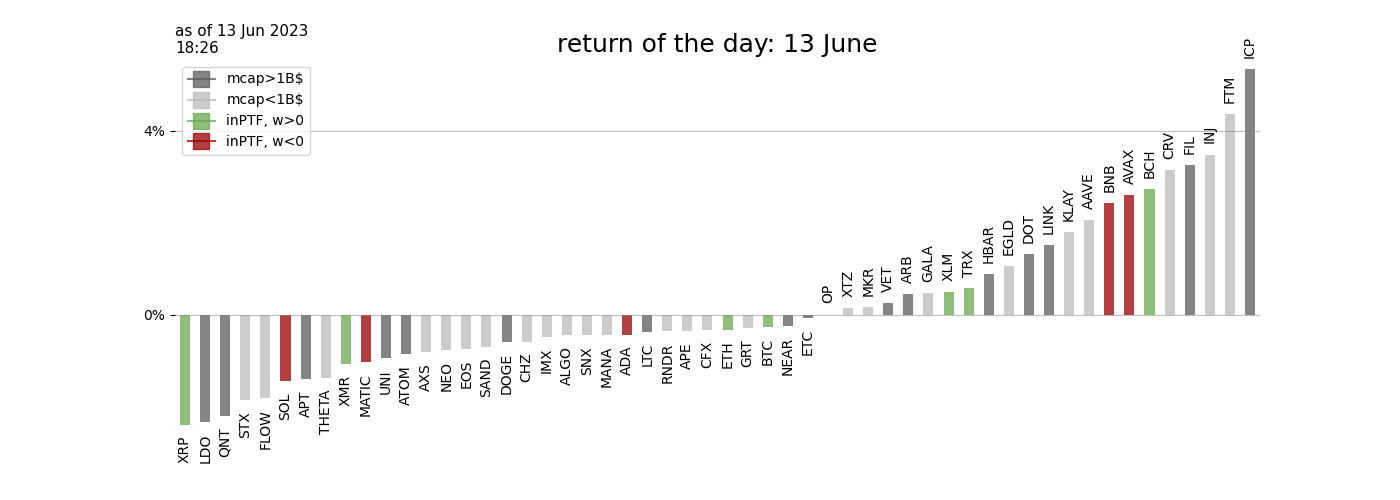 as of 13 Jun 2023
18:26
return of the day: 13 June
mcap>1B$
mcap<1B$
inPTF, w>0
inPTF, w<0
4%
0%
XRP
LDO
QNT
STX
FLOW
SOL
APT
THETA
XMR
MATIC
UNI
ATOM
AXS
NEO
EOS
SAND
DOGE
CHZ
IMX
ALGO
SNX
MANA
ADA
LTC
RNDR
APE
CFX
ETH
GRT
BTC
NEAR
ETC
OP
XTZ
MKR
VET
ARB
GALA
XLM
TRX
HBAR
EGLD
DOT
LINK
KLAY
AAVE
BNB
AVAX
BCH
CRV
FIL
INJ
FTM
ICP